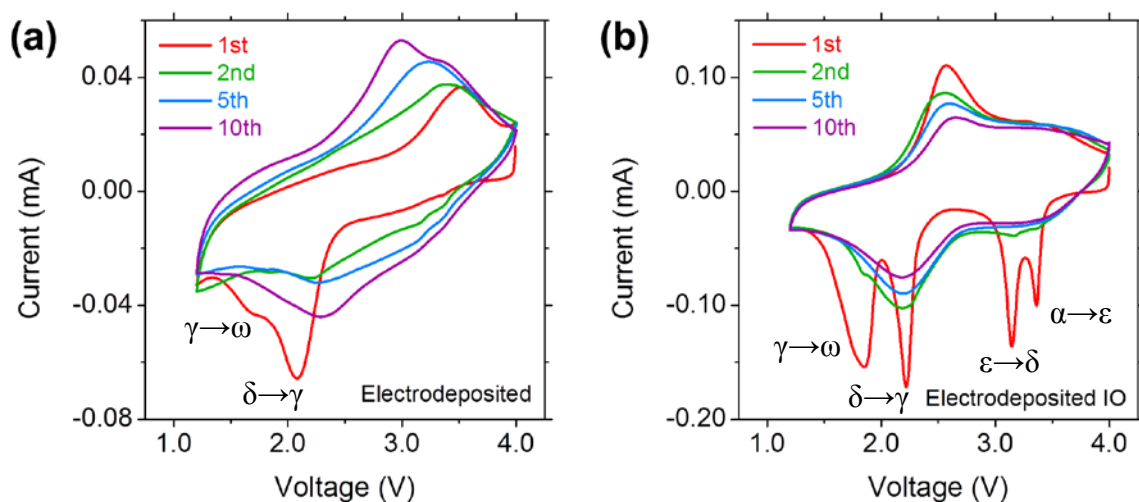 (a)
1st
2nd
5th
10th
0.04
0.00
-0.04
-0.08
Current (mA)
γ→ω
δ→γ
Electrodeposited
1.0 2.0 3.0 4.0
Voltage (V)
(b)
1st
2nd
5th
10th
0.10
0.00
-0.10
-0.20
Current (mA)
γ→ω
δ→γ
ε→δ
α→ε
Electrodeposited IO
1.0 2.0 3.0 4.0
Voltage (V)